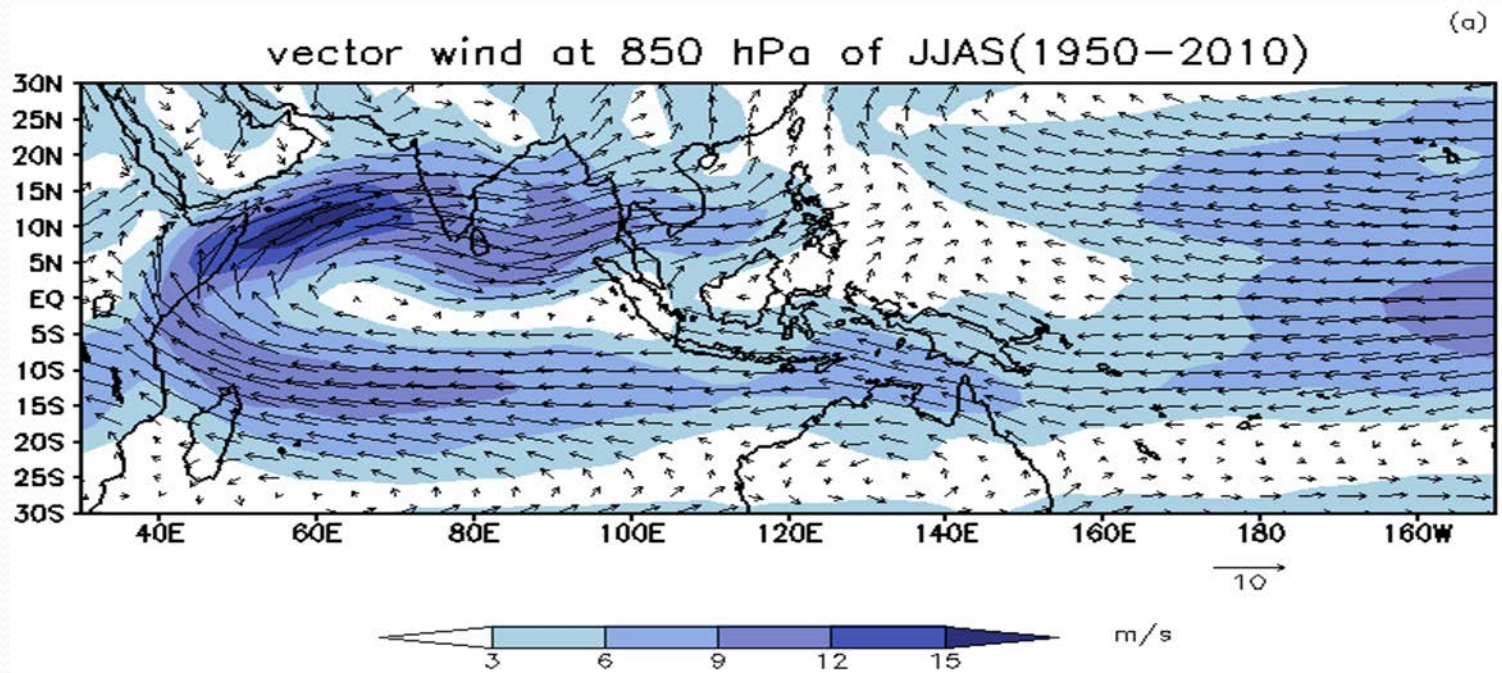 (a)
vector wind at 850 hPa of JJAS(1950-2010)
30N
25N
20N
15N
10N
5N
EQ
5S
10S
15S
20S
25S
30S
40E 60E 80E 100E 120E 140E 160E 180 160W
10
3 6 9 12 15 m/s